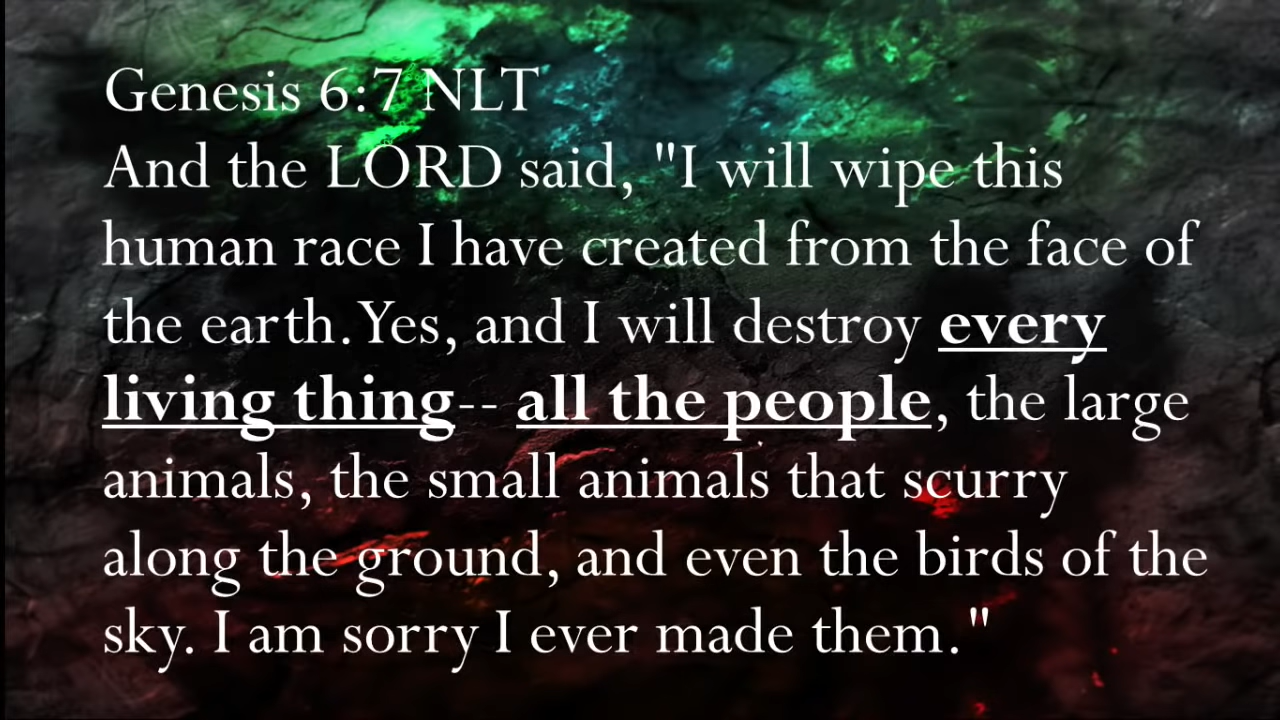 Genesis 6:7 NLT
And the LORD said, "I will wipe this
human race I have created from the face of
the earth. Yes, and I will destroy every
living thing-- all the people, the large
animals, the small animals that scurry
along the ground, and even the birds of the
sky. I am sorry I ever made them."